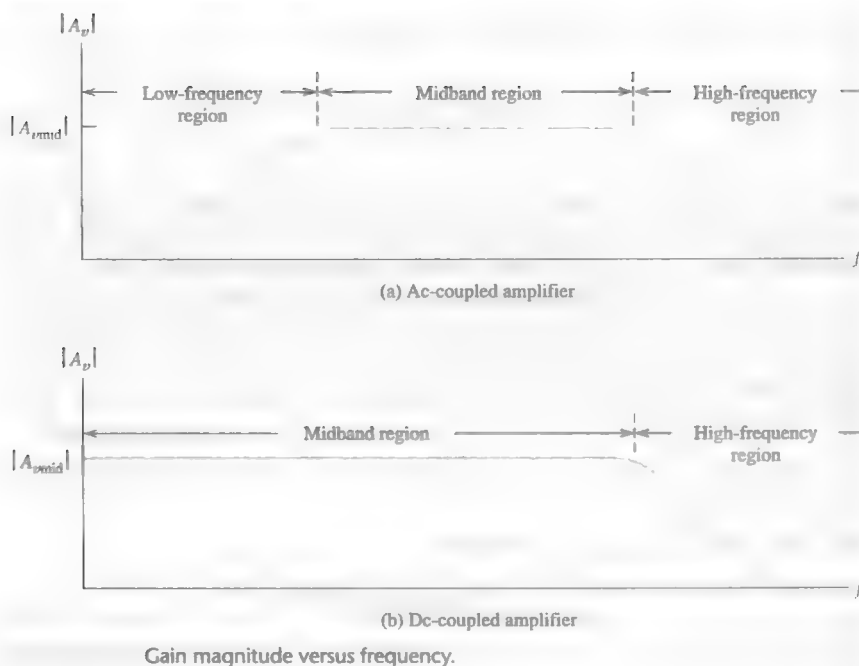 |A_v|
Low-frequency region
Midband region
High-frequency region
|A_vmid|
f
(a) Ac-coupled amplifier
|A_v|
Midband region
High-frequency region
|A_vmid|
f
(b) Dc-coupled amplifier
Gain magnitude versus frequency.